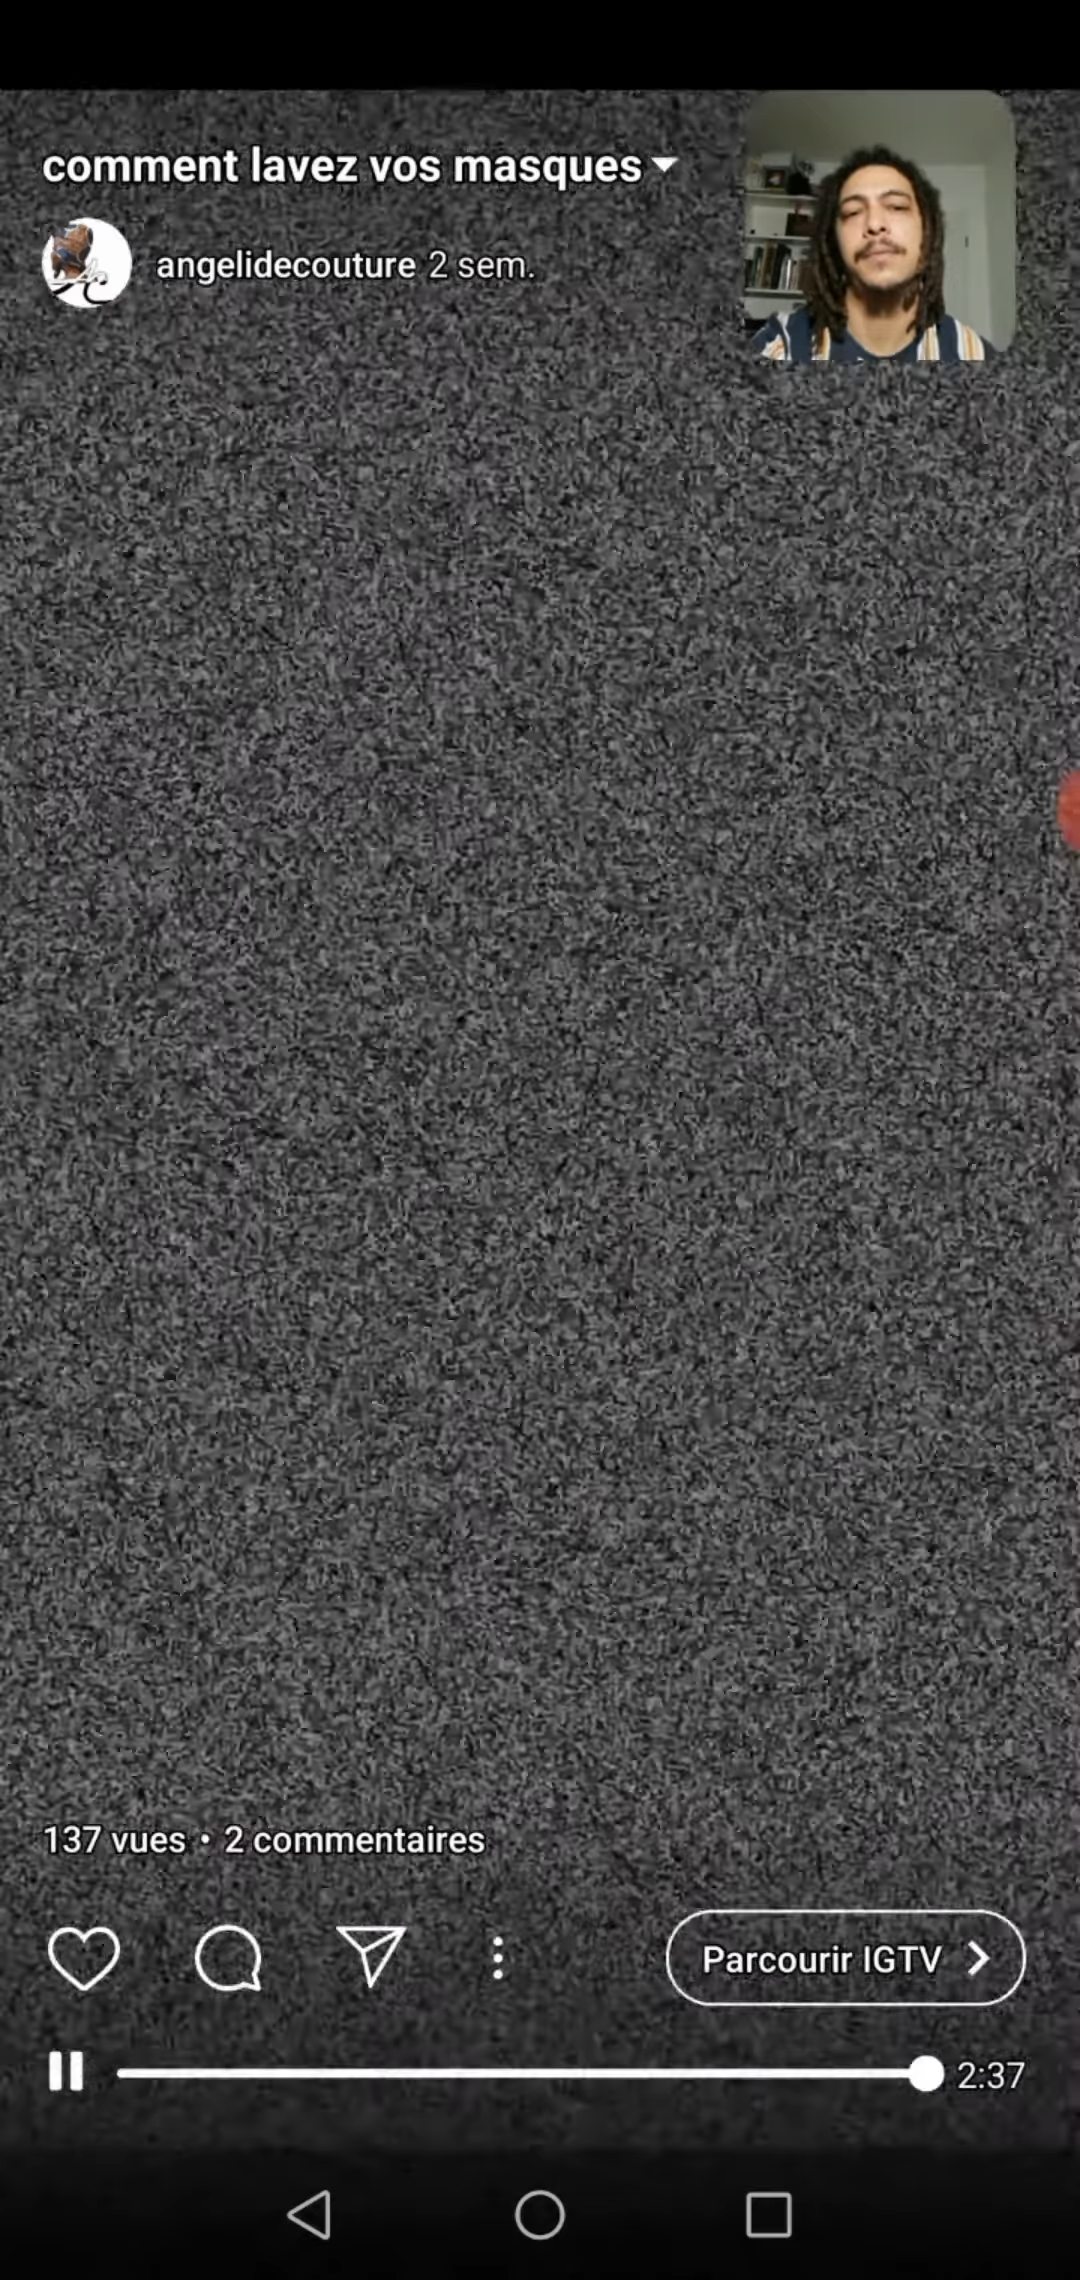 comment lavez vos masques
angelidecouture 2 sem.
137 vues • 2 commentaires
Parcourir IGTV
2:37